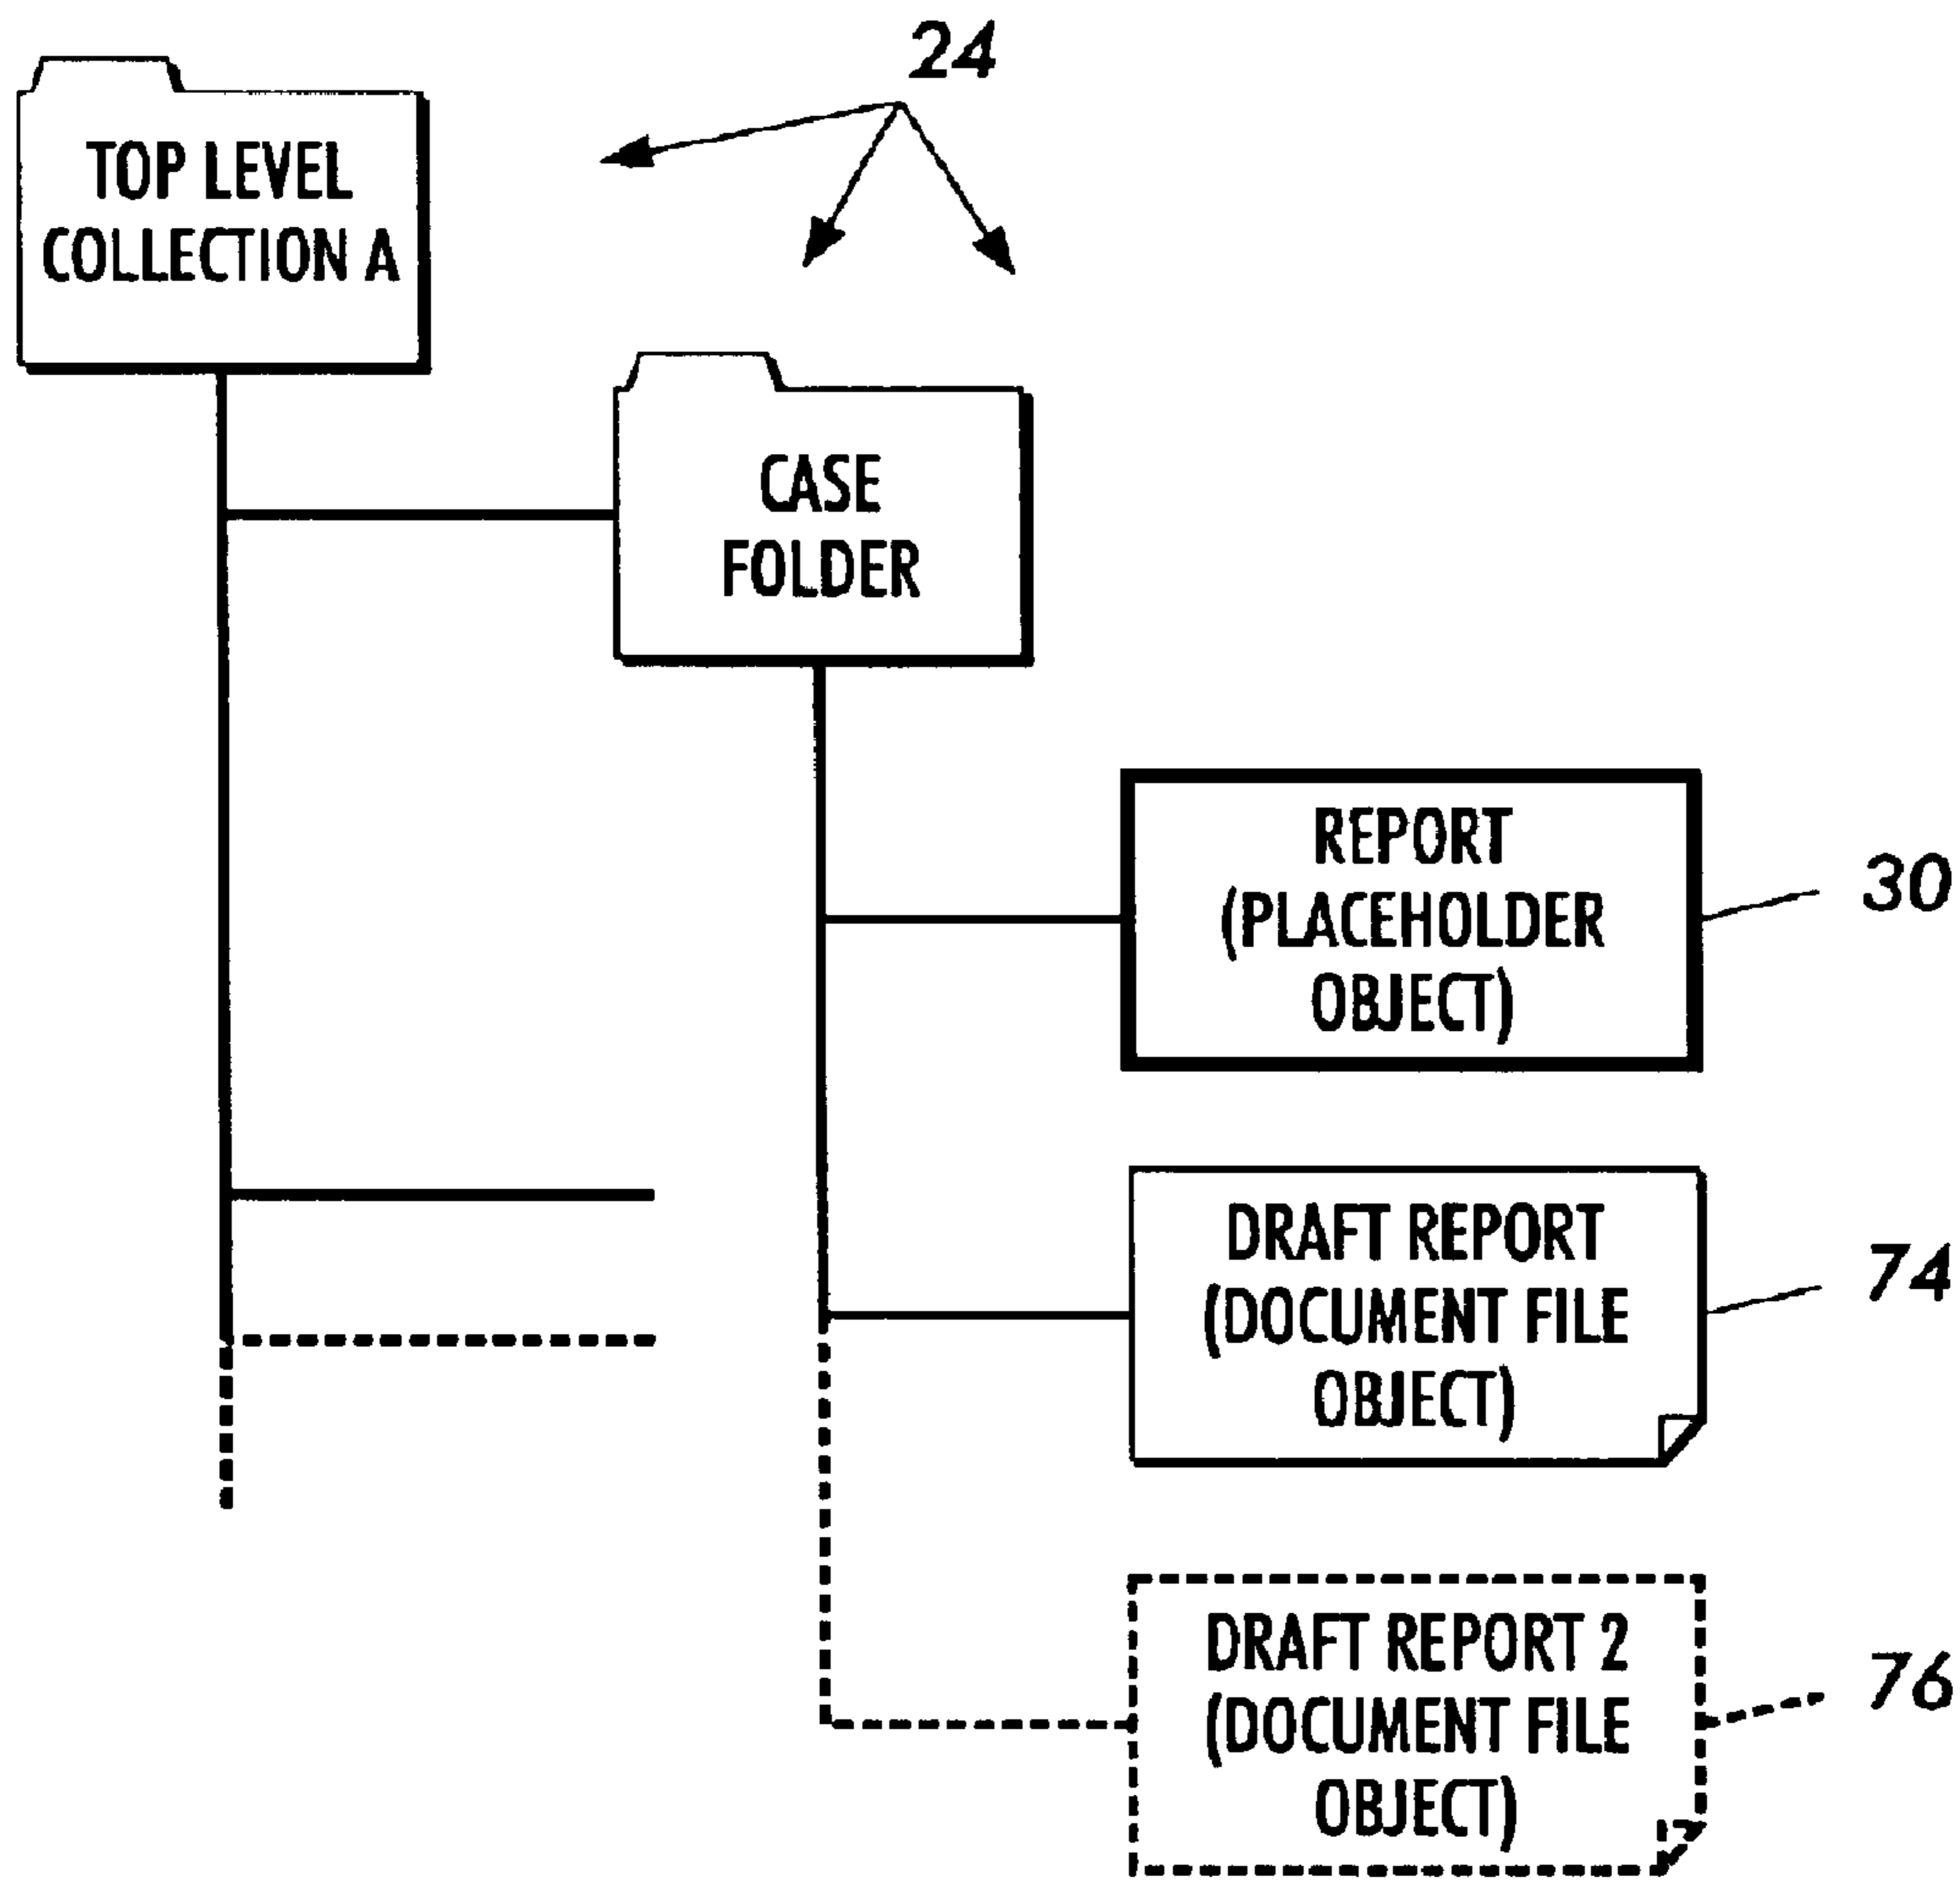 24
TOP LEVEL
COLLECTION A
CASE
FOLDER
REPORT
(PLACEHOLDER
OBJECT)
30
DRAFT REPORT
(DOCUMENT FILE
OBJECT)
74
DRAFT REPORT 2
(DOCUMENT FILE
OBJECT)
76